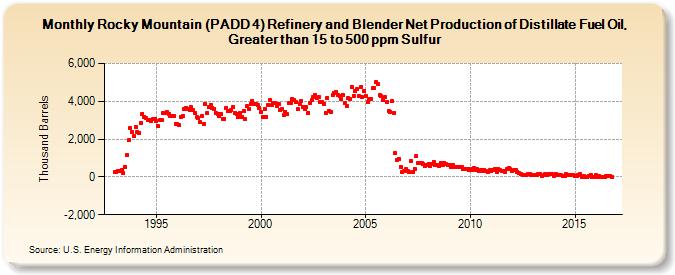 Monthly Rocky Mountain (PADD 4) Refinery and Blender Net Production of Distillate Fuel Oil,
Greater than 15 to 500 ppm Sulfur
Thousand Barrels
6,000
4,000
2,000
0
-2,000
1995
2000
2005
2010
2015
Source: U.S. Energy Information Administration